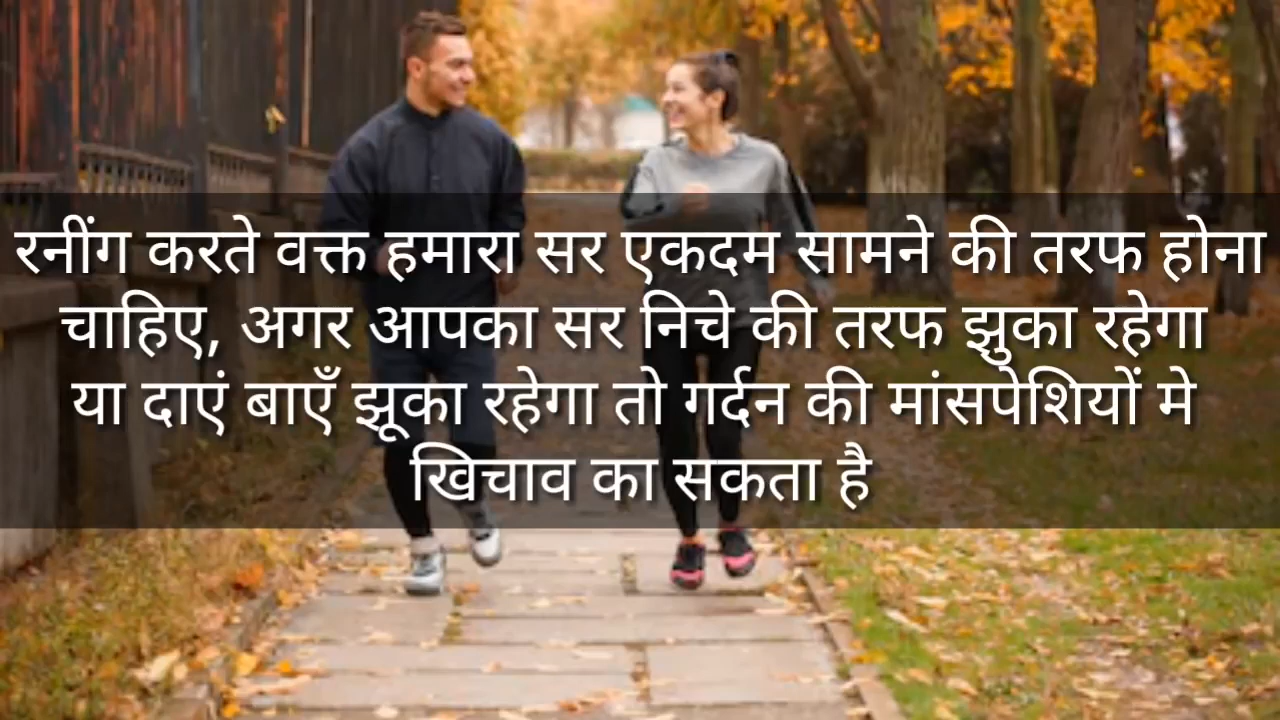 रनींग करते वक्त हमारा सर एकदम सामने की तरफ होना
चाहिए, अगर आपका सर निचे की तरफ झुका रहेगा
या दाएं बाएँ झूका रहेगा तो गर्दन की मांसपेशियों मे
खिचाव का सकता है